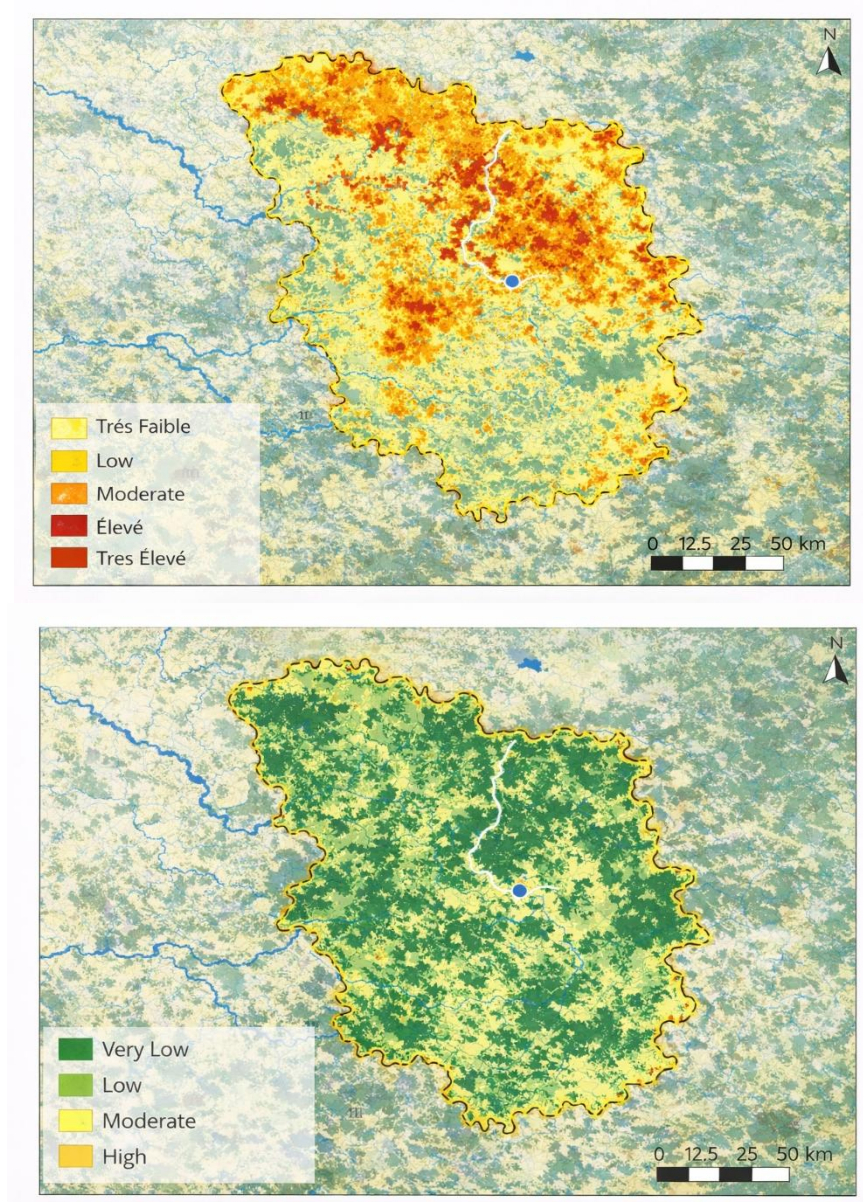 N
Trés Faible
Low
Moderate
Élevé
Tres Élevé
0 12.5 25 50 km
N
Very Low
Low
Moderate
High
0 12.5 25 50 km